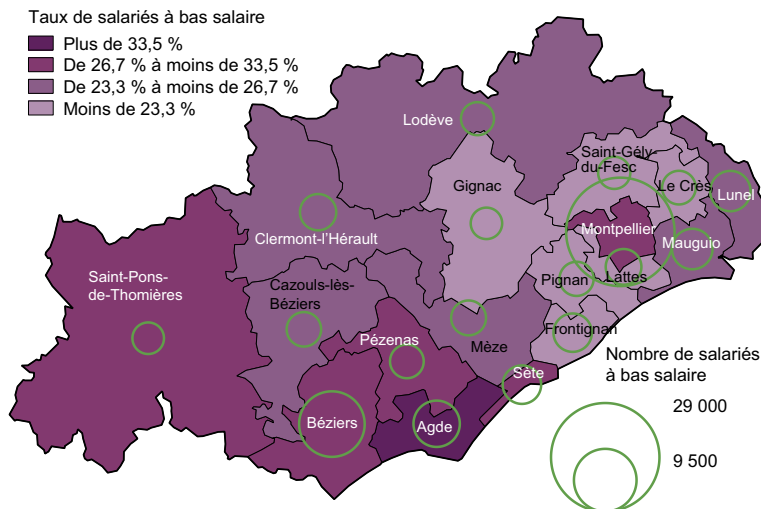 Taux de salariés à bas salaire
Plus de 33,5 %
De 26,7 % à moins de 33,5 %
De 23,3 % à moins de 26,7 %
Moins de 23,3 %
Lodève
Saint-Gély-
du-Fesc
Gignac
Le Crès
Lunel
Clermont-l'Hérault
Montpellier
Mauguio
Saint-Pons-
de-Thomières
Cazouls-lès-
Béziers
Pignan
Lattes
Pézenas
Mèze
Frontignan
Sète
Béziers
Agde
Nombre de salariés
à bas salaire
29 000
9 500